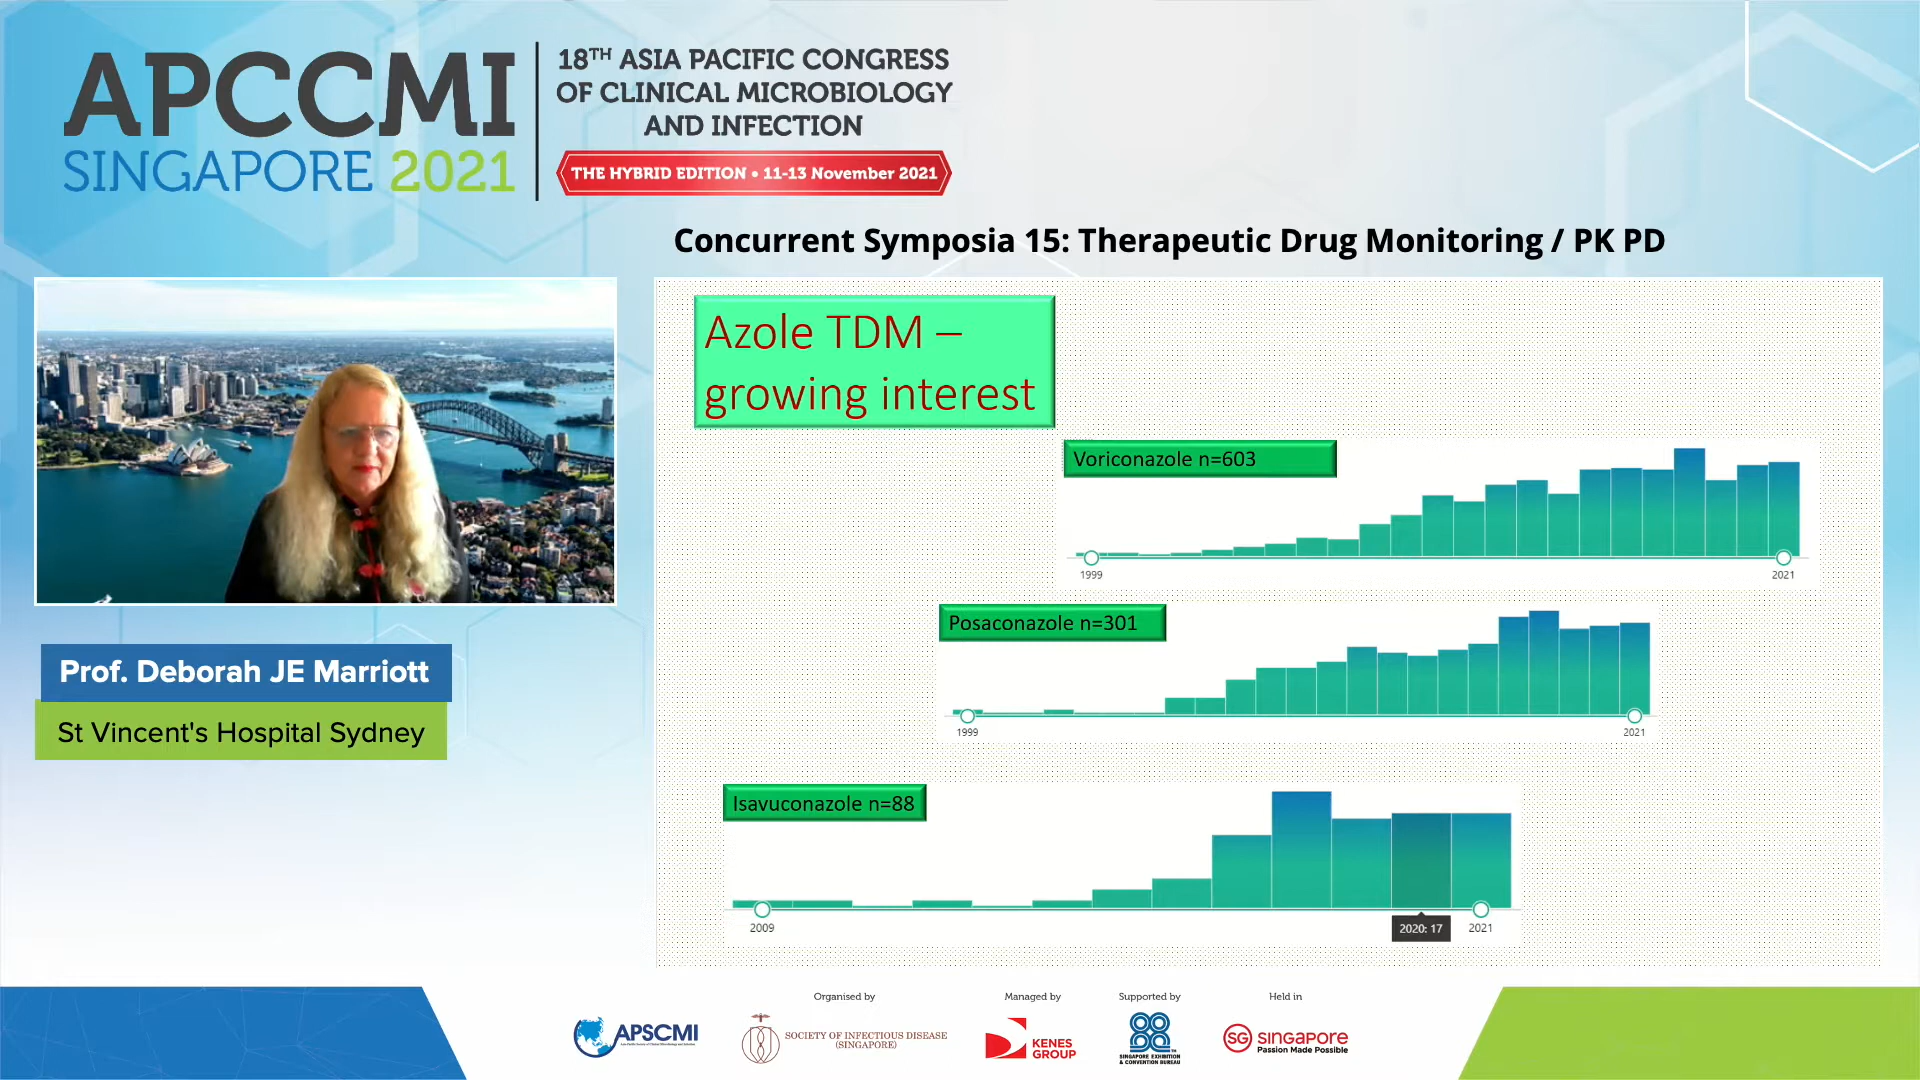 APCCMI
SINGAPORE 2021
18TH ASIA PACIFIC CONGRESS
OF CLINICAL MICROBIOLOGY
AND INFECTION
THE HYBRID EDITION • 11-13 November 2021
Concurrent Symposia 15: Therapeutic Drug Monitoring / PK PD
Azole TDM –
growing interest
Voriconazole n=603
1999
2021
Posaconazole n=301
1999
2021
Isavuconazole n=88
2009
2020: 17
2021
Prof. Deborah JE Marriott
St Vincent's Hospital Sydney
Organised by
Managed by
Supported by
Held in
APSCMI
SOCIETY OF INFECTIOUS DISEASE
(SINGAPORE)
KENES
GROUP
SINGAPORE EXHIBITION
& CONVENTION BUREAU
SG
SINGAPORE
Passion Made Possible